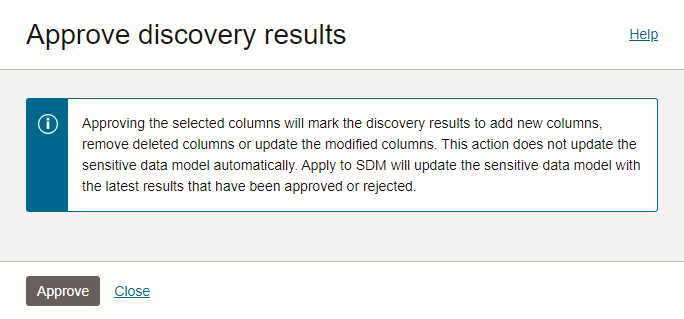 Approve discovery results
Help
Approving the selected columns will mark the discovery results to add new columns,
remove deleted columns or update the modified columns. This action does not update the
sensitive data model automatically. Apply to SDM will update the sensitive data model with
the latest results that have been approved or rejected.
Approve
Close